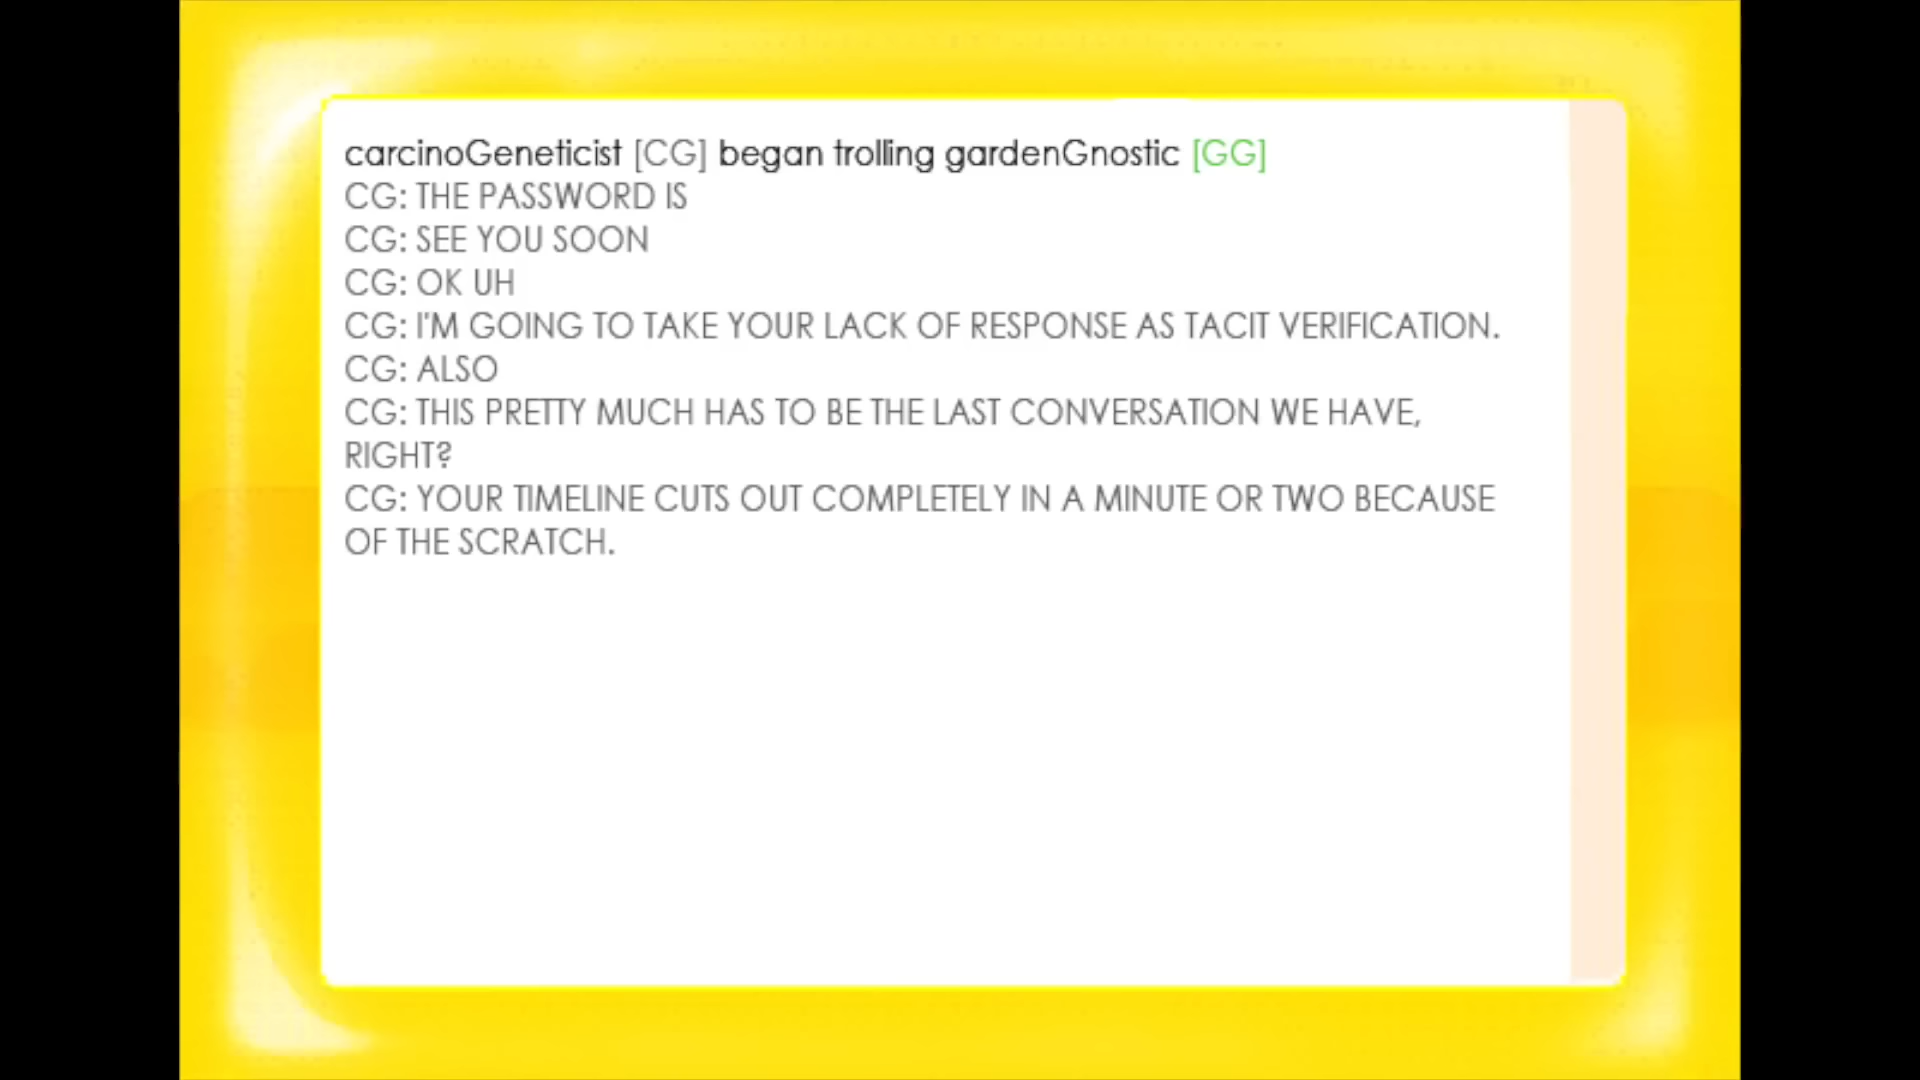 carcinoGeneticist [CG] began trolling gardenGnostic [GG]
CG: THE PASSWORD IS
CG: SEE YOU SOON
CG: OK UH
CG: I'M GOING TO TAKE YOUR LACK OF RESPONSE AS TACIT VERIFICATION.
CG: ALSO
CG: THIS PRETTY MUCH HAS TO BE THE LAST CONVERSATION WE HAVE,
RIGHT?
CG: YOUR TIMELINE CUTS OUT COMPLETELY IN A MINUTE OR TWO BECAUSE
OF THE SCRATCH.